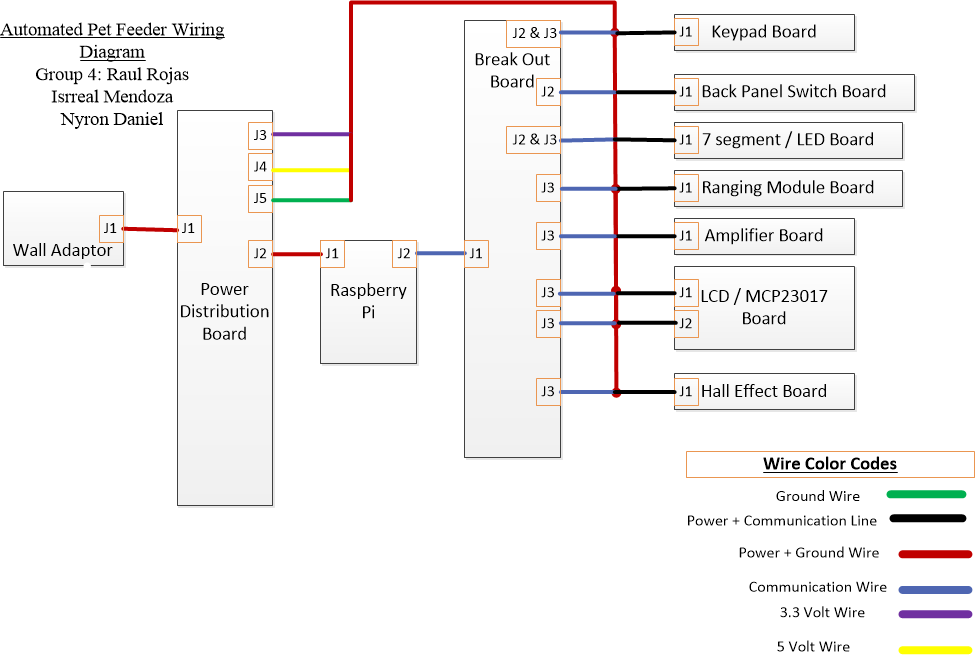 Automated Pet Feeder Wiring
Diagram
Group 4: Raul Rojas
Isrreal Mendoza
Nyron Daniel
J1
Wall Adaptor
J1
J3
J4
J5
J2
Power
Distribution
Board
J1
J2
Raspberry
Pi
J1
Break Out
Board
J2 & J3
J2
J2 & J3
J3
J3
J3
J3
J3
J1 Keypad Board
J1 Back Panel Switch Board
J1 7 segment / LED Board
J1 Ranging Module Board
J1 Amplifier Board
J1 LCD / MCP23017
J2 Board
J1 Hall Effect Board
Wire Color Codes
Ground Wire
Power + Communication Line
Power + Ground Wire
Communication Wire
3.3 Volt Wire
5 Volt Wire